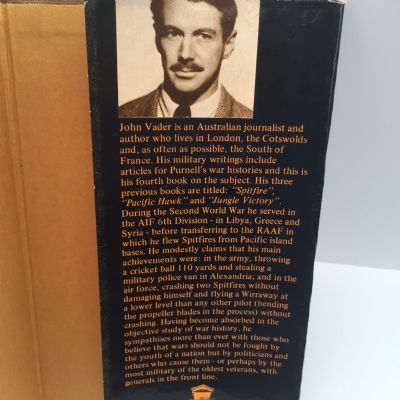 John Vader is an Australian journalist and
author who lives in London, the Cotswolds
and, as often as possible, the South of
France. His military writings include
articles for Purnell's war histories and this is
his fourth book on the subject. His three
previous books are titled: "Spitfire",
"Pacific Hawk" and "Jungle Victory".
During the Second World War he served in
the AIF 6th Division - in Libya, Greece and
Syria - before transferring to the RAAF in
which he flew Spitfires from Pacific island
bases. He modestly claims that his main
achievements were: in the army, throwing
a cricket ball 110 yards and stealing a
military police van in Alexandria; and in the
air force, crashing two Spitfires without
damaging himself and flying a Wirraway at
a lower level than any other pilot (bending
the propeller blades in the process) without
crashing. Having become absorbed in the
objective study of war history, he
sympathises more than ever with those who
believe that wars should not be fought by
the youth of a nation but by politicians and
others who cause them - or perhaps by the
most military of the oldest veterans, with
generals in the front line.